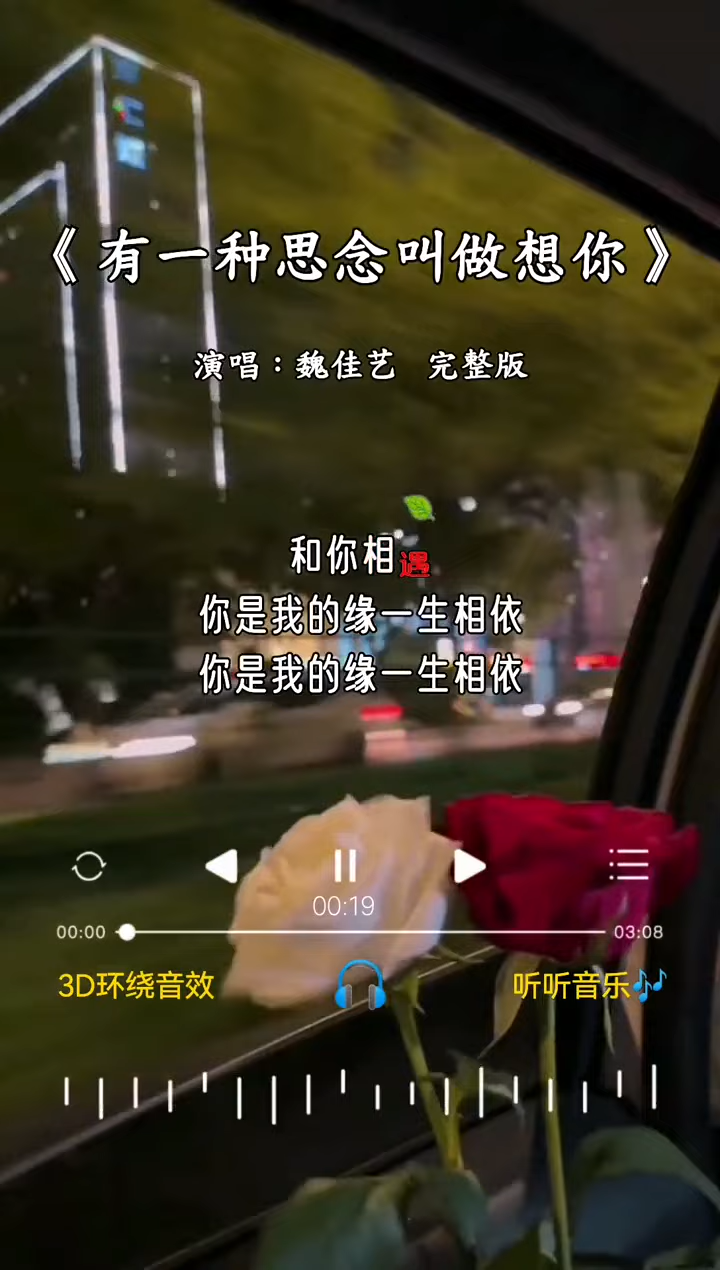 《有一种思念叫做想你》
演唱：魏佳艺 完整版
和你相遇
你是我的缘一生相依
你是我的缘一生相依
00:19
00:00 03:08
3D环绕音效 听听音乐